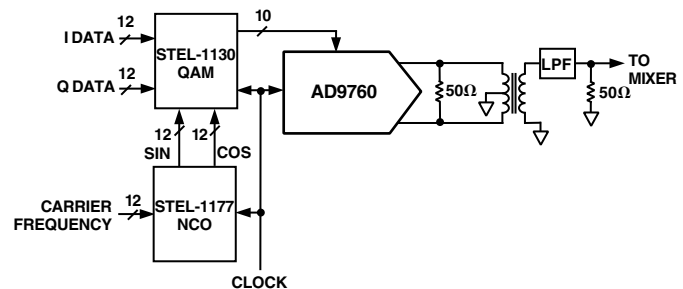 12
10
I DATA
STEL-1130
QAM
12
Q DATA
AD9760
50Ω
LPF
TO
MIXER
50Ω
12
12
SIN
COS
CARRIER
FREQUENCY
12
STEL-1177
NCO
CLOCK